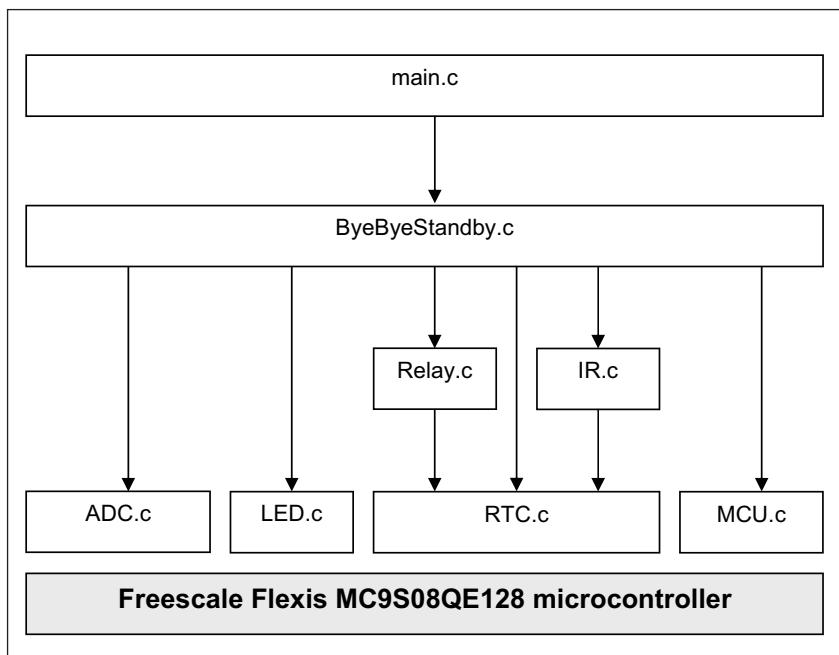 main.c
ByeByeStandby.c
Relay.c
IR.c
ADC.c
LED.c
RTC.c
MCU.c
Freescale Flexis MC9S08QE128 microcontroller